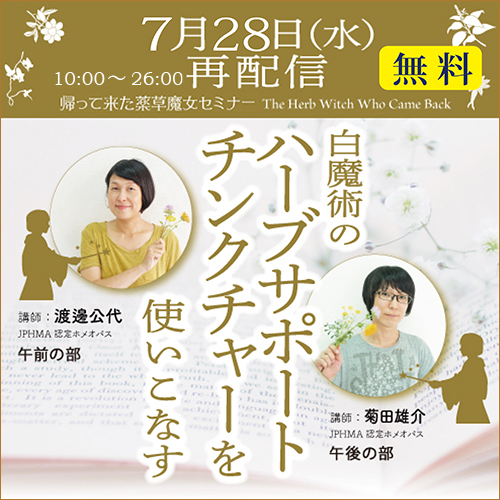 7月28日(水)
10:00〜26:00再配信
無料
帰って来た薬草魔女セミナー The Herb Witch Who Came Back
白魔術の
ハーブサポート
チンクチャーを
使いこなす
講師：渡邊公代
JPHMA 認定ホメオパス
午前の部
講師：菊田雄介
JPHMA 認定ホメオパス
午後の部